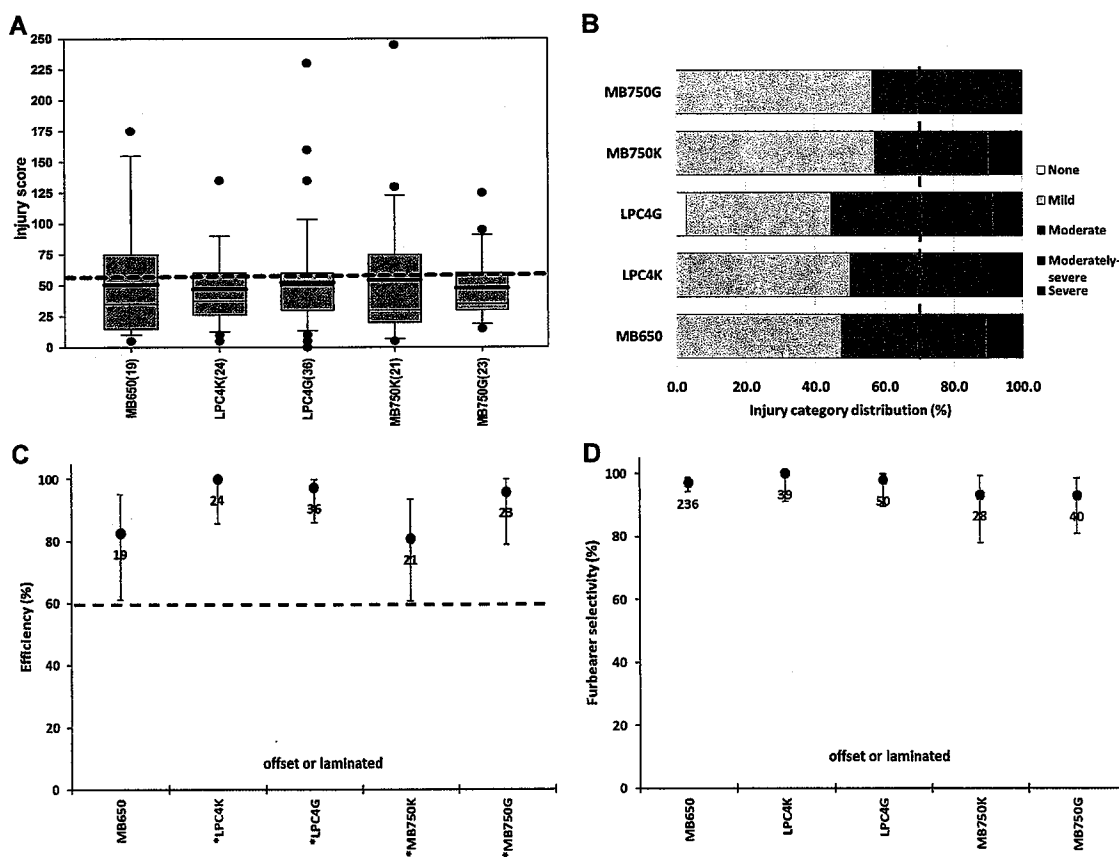 A
250
225
200
175
150
125
100
75
50
25
0
Injury score
MB650(19)
LPC4K(24)
LPC4G(36)
MB750K(21)
MB750G(23)
B
MB750G
MB750K
LPC4G
LPC4K
MB650
0.0 20.0 40.0 60.0 80.0 100.0
Injury category distribution (%)
None
Mild
Moderate
Moderately-
severe
Severe
C
100
80
60
40
20
0
Efficiency (%)
19
24
36
21
23
offset or laminated
MB650
*LPC4K
*LPC4G
*MB750K
*MB750G
D
100
80
60
40
20
0
Furbearer selectivity (%)
236
39
50
28
40
offset or laminated
MB650
LPC4K
LPC4G
MB750K
MB750G